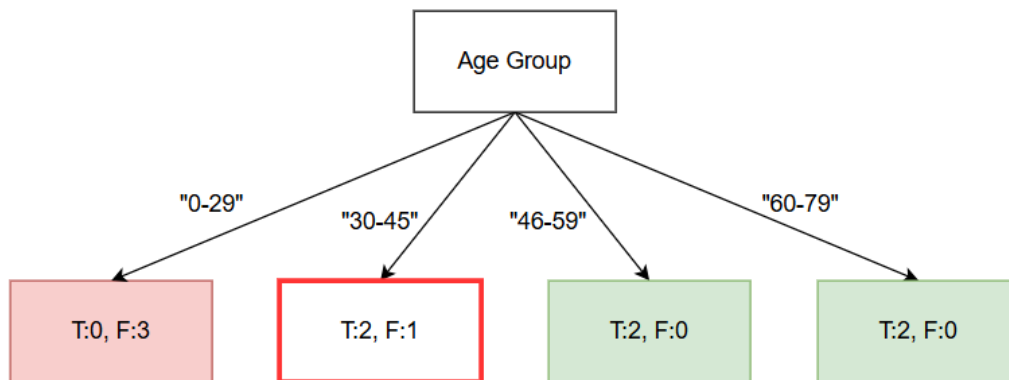 Age Group
"0-29"
"30-45"
"46-59"
"60-79"
T:0, F:3
T:2, F:1
T:2, F:0
T:2, F:0